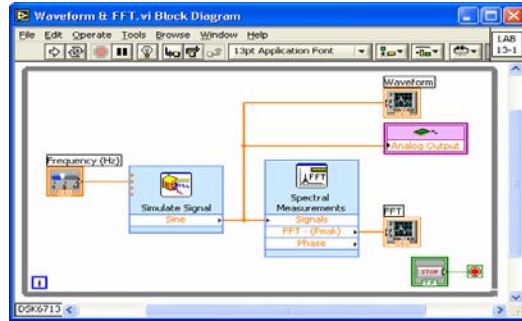 Waveform & FFT.vi Block Diagram
File Edit Operate Tools Browse Window Help
13pt Application Font
LAB
13-1
Waveform
Analog Output
Frequency (Hz)
Simulate Signal
Sine
Spectral
Measurements
Signals
FFT - (Peak)
Phase
FFT
STOP
i
DSK6713